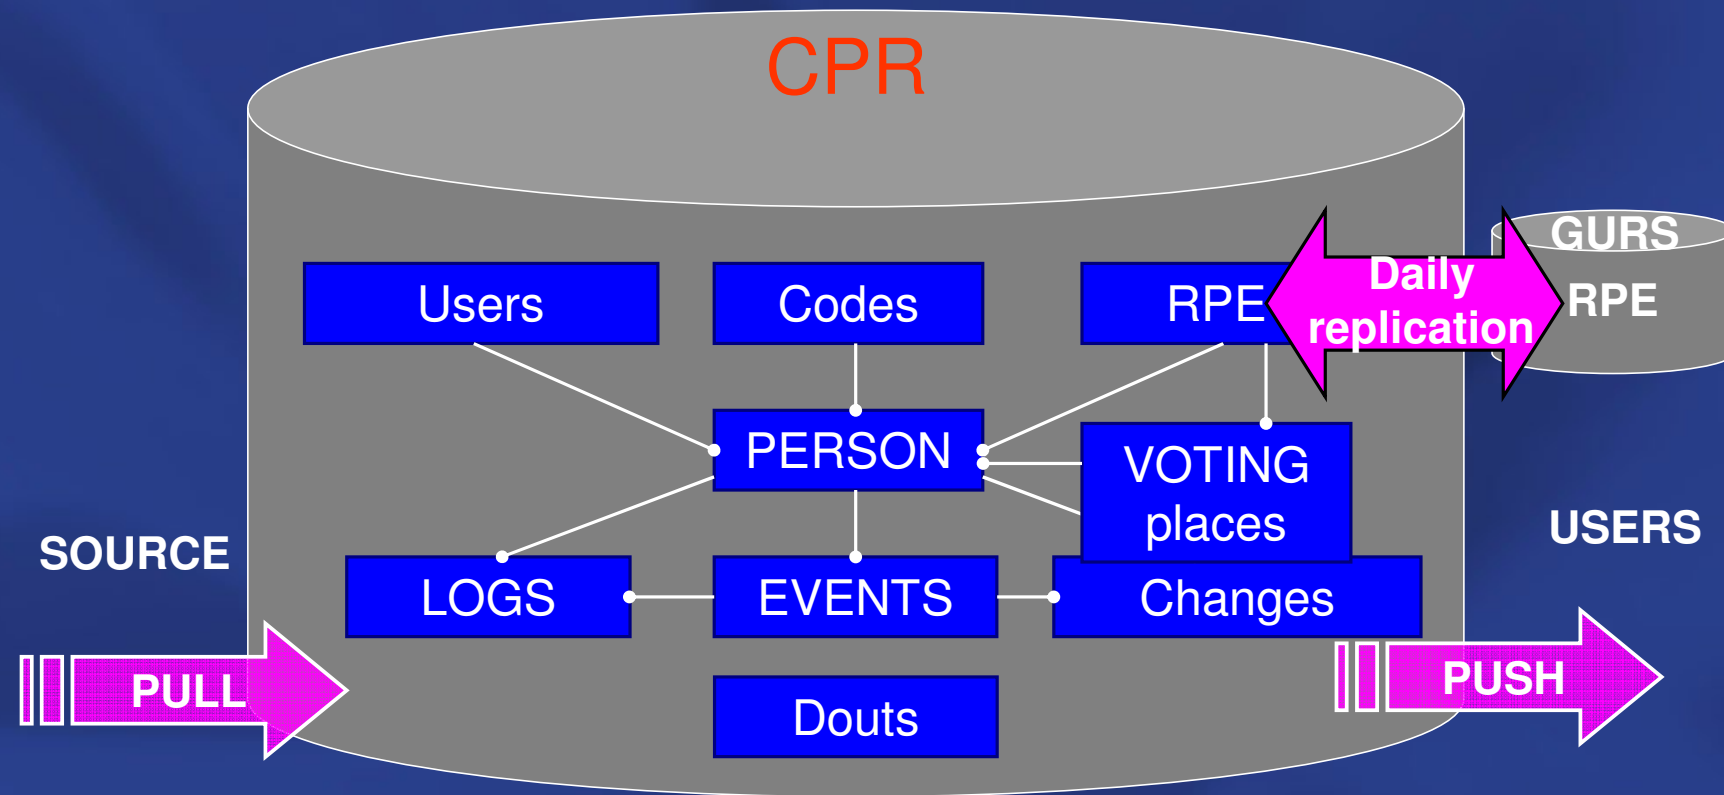 CPR
GURS
Users
Codes
RPE
Daily
replication
RPE
PERSON
VOTING
places
SOURCE
USERS
LOGS
EVENTS
Changes
PULL
PUSH
Douts